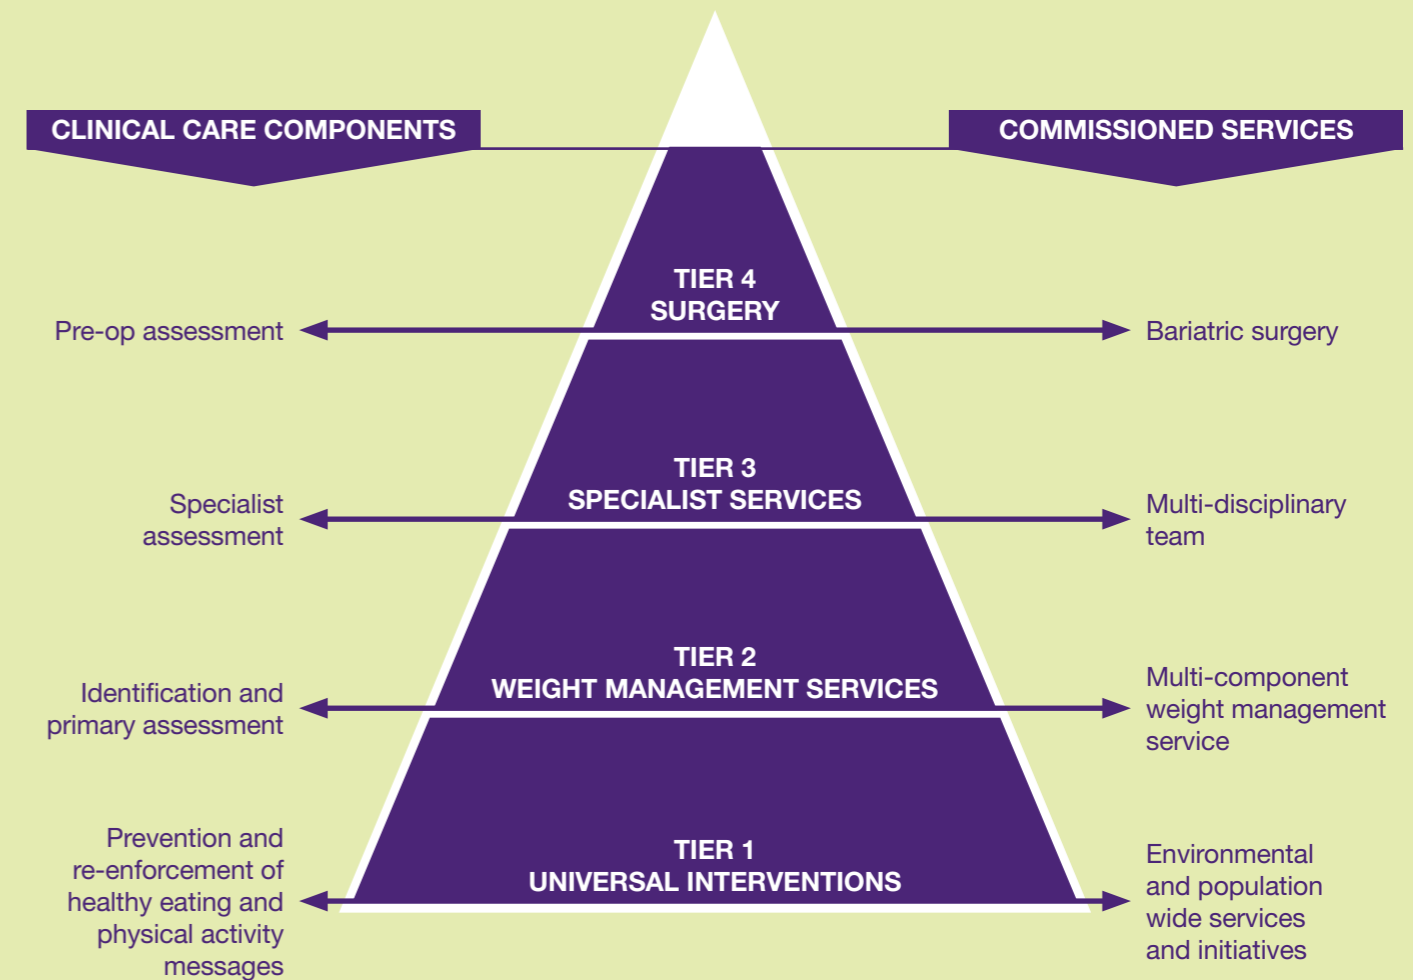 CLINICAL CARE COMPONENTS
COMMISSIONED SERVICES
TIER 4
SURGERY
Pre-op assessment
Bariatric surgery
TIER 3
SPECIALIST SERVICES
Specialist
assessment
Multi-disciplinary
team
TIER 2
WEIGHT MANAGEMENT SERVICES
Identification and
primary assessment
Multi-component
weight management
service
TIER 1
UNIVERSAL INTERVENTIONS
Prevention and
re-enforcement of
healthy eating and
physical activity
messages
Environmental
and population
wide services
and initiatives